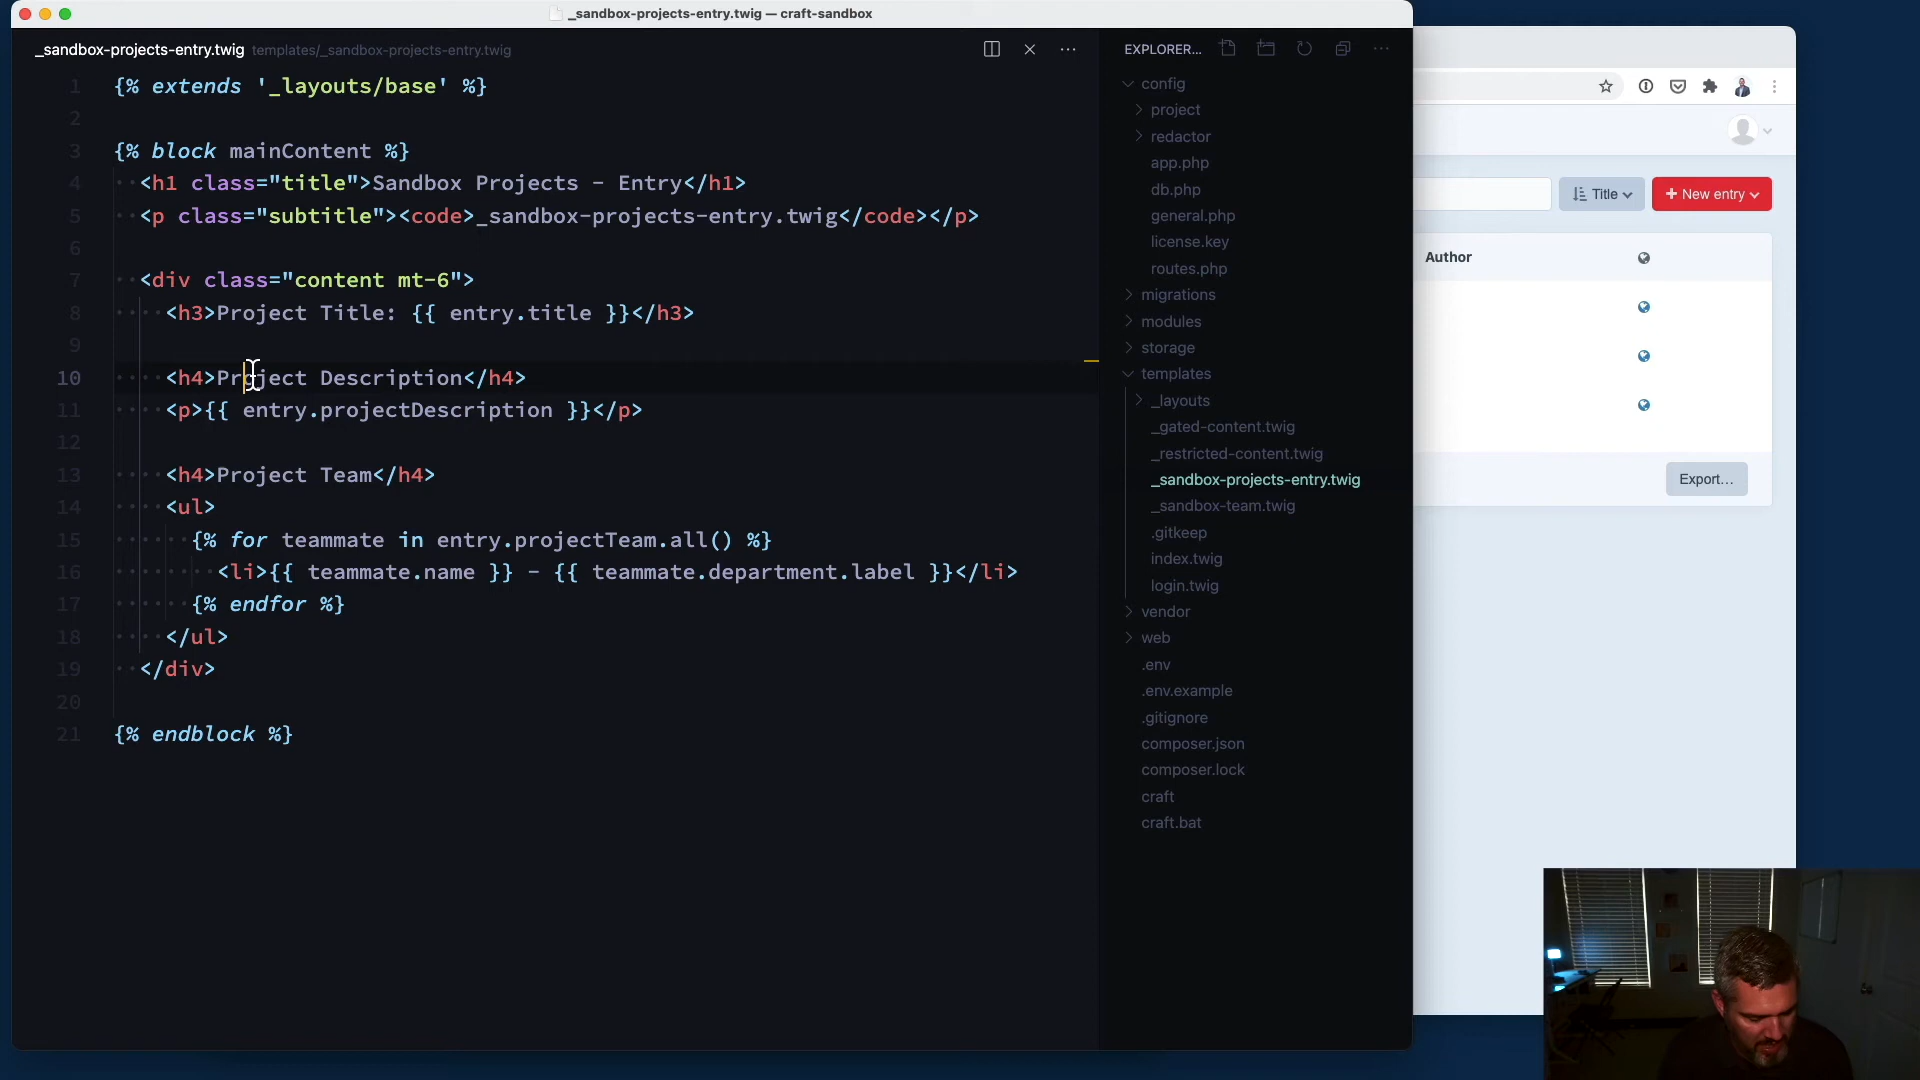 _sandbox-projects-entry.twig — craft-sandbox
_sandbox-projects-entry.twig templates/_sandbox-projects-entry.twig
1 {% extends '_layouts/base' %}
2
3 {% block mainContent %}
4 <h1 class="title">Sandbox Projects - Entry</h1>
5 <p class="subtitle"><code>_sandbox-projects-entry.twig</code></p>
6
7 <div class="content mt-6">
8 <h3>Project Title: {{ entry.title }}</h3>
9
10 <h4>Project Description</h4>
11 <p>{{ entry.projectDescription }}</p>
12
13 <h4>Project Team</h4>
14 <ul>
15 {% for teammate in entry.projectTeam.all() %}
16 <li>{{ teammate.name }} - {{ teammate.department.label }}</li>
17 {% endfor %}
18 </ul>
19 </div>
20
21 {% endblock %}
EXPLORER...
config
project
redactor
app.php
db.php
general.php
license.key
routes.php
migrations
modules
storage
templates
_layouts
_gated-content.twig
_restricted-content.twig
_sandbox-projects-entry.twig
_sandbox-team.twig
.gitkeep
index.twig
login.twig
vendor
web
.env
.env.example
.gitignore
composer.json
composer.lock
craft
craft.bat
Title
+ New entry
Author
Export…